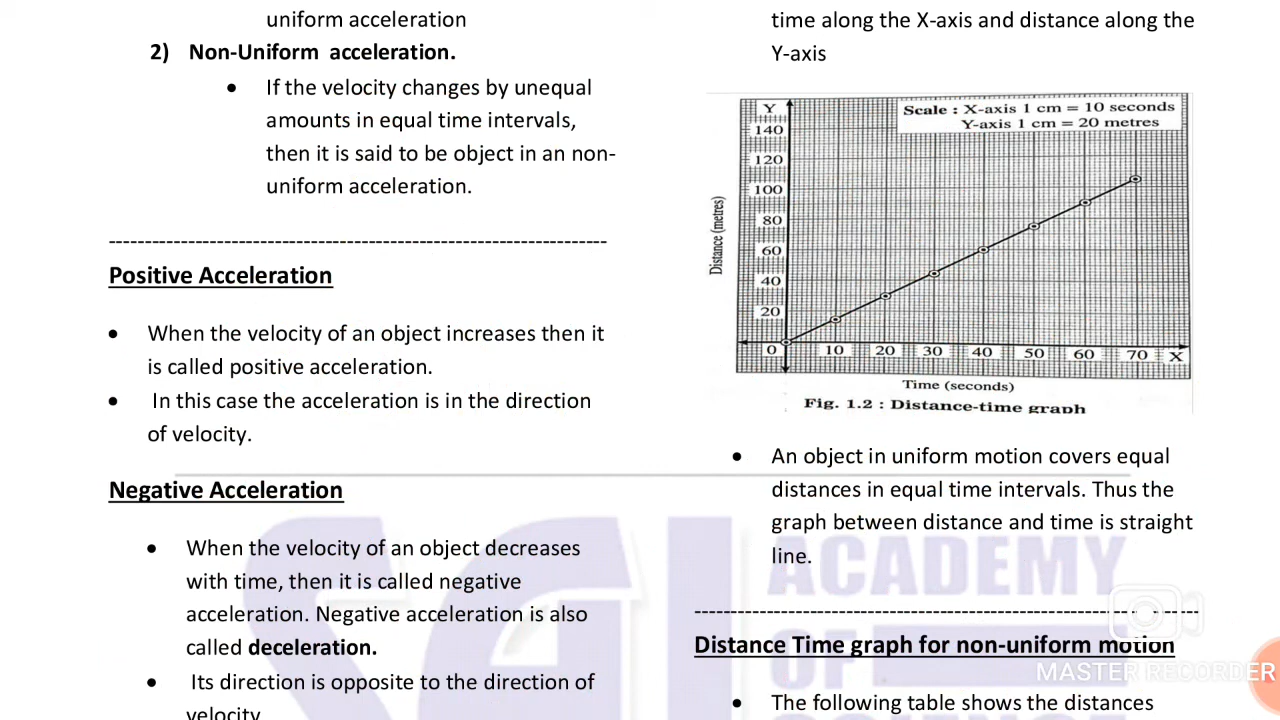 uniform acceleration
2) Non-Uniform acceleration.
• If the velocity changes by unequal
amounts in equal time intervals,
then it is said to be object in an non-
uniform acceleration.
--------------------------------------------------------------------
Positive Acceleration
• When the velocity of an object increases then it
is called positive acceleration.
• In this case the acceleration is in the direction
of velocity.
Negative Acceleration
• When the velocity of an object decreases
with time, then it is called negative
acceleration. Negative acceleration is also
called deceleration.
• Its direction is opposite to the direction of
velocity
time along the X-axis and distance along the
Y-axis
Scale : X-axis 1 cm = 10 seconds
Y-axis 1 cm = 20 metres
Y
140
120
100
80
60
40
20
0 10 20 30 40 50 60 70 X
Distance (metres)
Time (seconds)
Fig. 1.2 : Distance-time graph
• An object in uniform motion covers equal
distances in equal time intervals. Thus the
graph between distance and time is straight
line.
--------------------------------------------------------------------
Distance Time graph for non-uniform motion
• The following table shows the distances
ACADEMY
OF
MASTER RECORDER